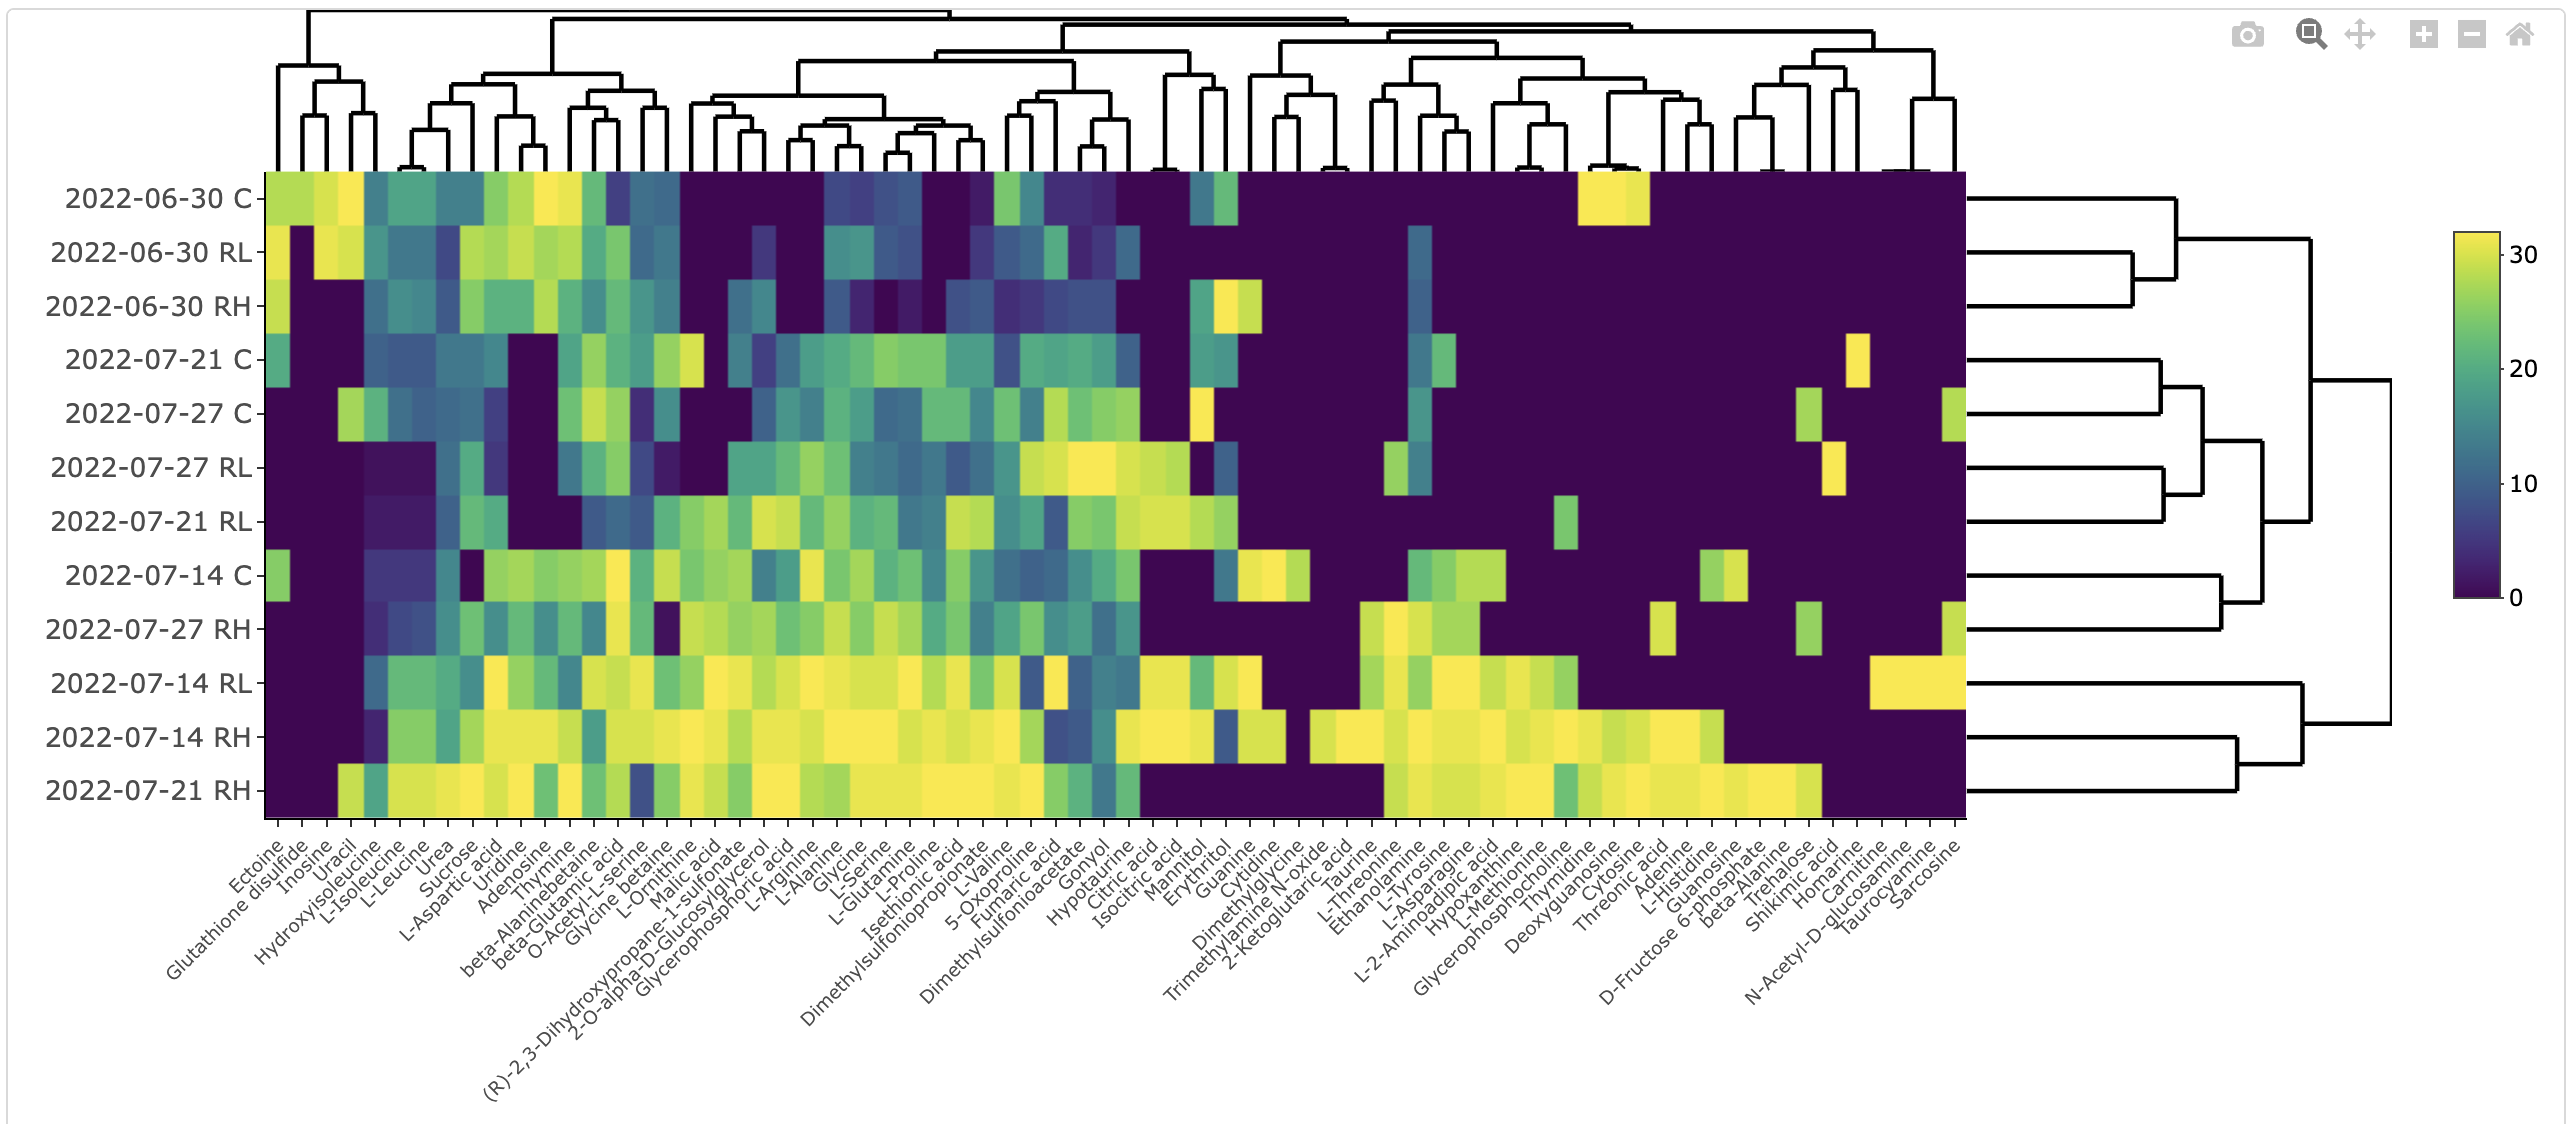 2022-06-30 C
2022-06-30 RL
2022-06-30 RH
2022-07-21 C
2022-07-27 C
2022-07-27 RL
2022-07-21 RL
2022-07-14 C
2022-07-27 RH
2022-07-14 RL
2022-07-14 RH
2022-07-21 RH
30
20
10
0
Ectoine
Glutathione disulfide
Inosine
Uracil
Hydroxyisoleucine
L-Isoleucine
L-Leucine
Urea
Sucrose
L-Aspartic acid
Uridine
Adenosine
Thymine
beta-Alaninebetaine
beta-Glutamic acid
O-Acetyl-L-serine
Glycine betaine
L-Ornithine
Malic acid
(R)-2,3-Dihydroxypropane-1-sulfonate
2-O-alpha-D-Glucosylglycerol
Glycerophosphoric acid
L-Arginine
L-Alanine
Glycine
L-Serine
L-Glutamine
L-Proline
Isethionic acid
Dimethylsulfoniopropionate
L-Valine
5-Oxoproline
Fumaric acid
Dimethylsulfonioacetate
Gonyol
Hypotaurine
Citric acid
Isocitric acid
Mannitol
Erythritol
Guanine
Cytidine
Dimethylglycine
Trimethylamine N-oxide
2-Ketoglutaric acid
Taurine
L-Threonine
Ethanolamine
L-Tyrosine
L-Asparagine
L-2-Aminoadipic acid
Hypoxanthine
L-Methionine
Glycerophosphocholine
Thymidine
Deoxyguanosine
Cytosine
Threonic acid
Adenine
L-Histidine
Guanosine
D-Fructose 6-phosphate
beta-Alanine
Trehalose
Shikimic acid
Homarine
Carnitine
N-Acetyl-D-glucosamine
Taurocyamine
Sarcosine